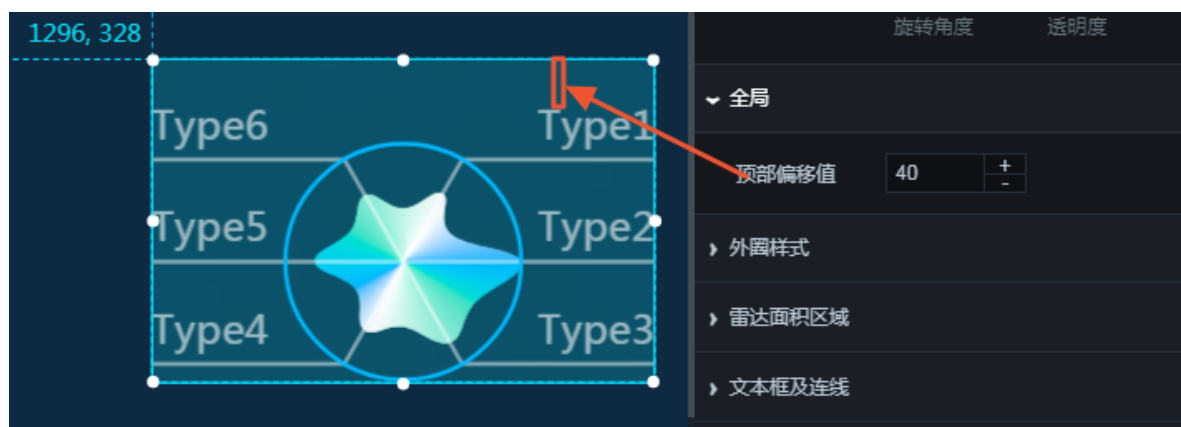 1296, 328
Type6
Type1
Type5
Type2
Type4
Type3
旋转角度 透明度
全局
顶部偏移值 40 + -
外圈样式
雷达面积区域
文本框及连线